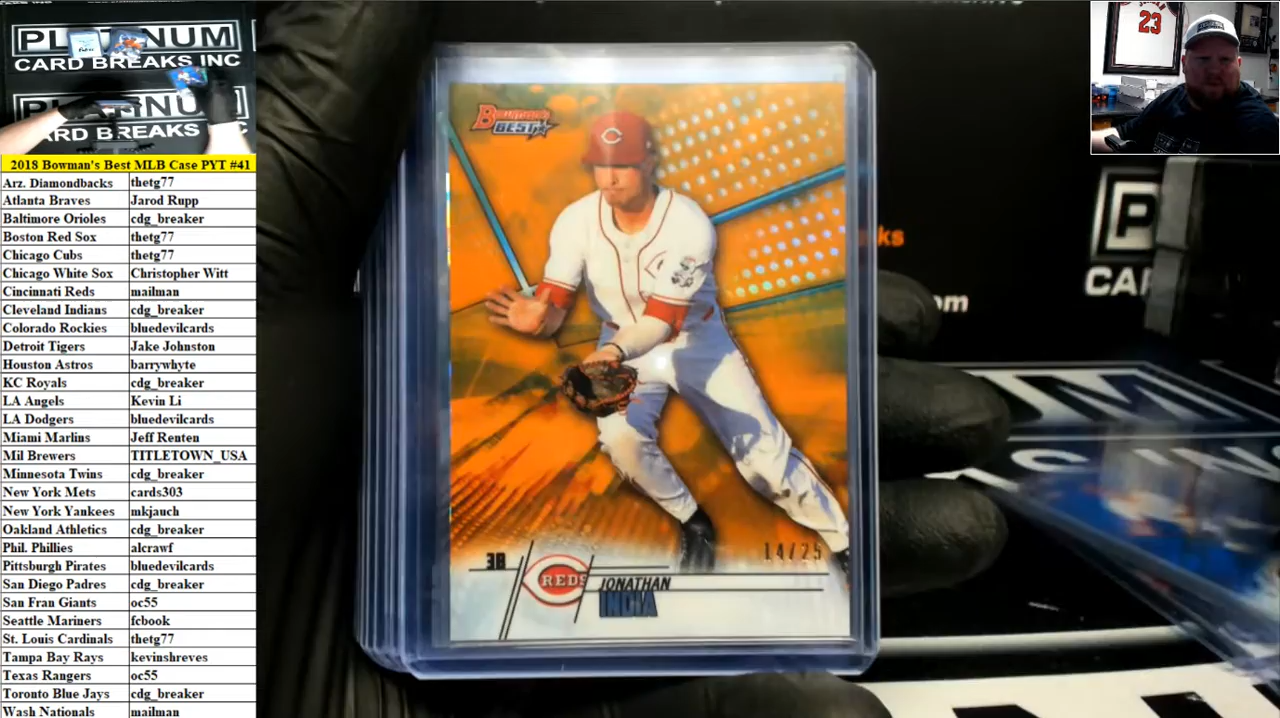 PLATINUM
CARD BREAKS INC
PLATINUM
CARD BREAKS
2018 Bowman's Best MLB Case PYT #41
Arz. Diamondbacks thetg77
Atlanta Braves Jarod Rupp
Baltimore Orioles cdg_breaker
Boston Red Sox thetg77
Chicago Cubs thetg77
Chicago White Sox Christopher Witt
Cincinnati Reds mailman
Cleveland Indians cdg_breaker
Colorado Rockies bluedevilcards
Detroit Tigers Jake Johnston
Houston Astros barrywhyte
KC Royals cdg_breaker
LA Angels Kevin Li
LA Dodgers bluedevilcards
Miami Marlins Jeff Renten
Mil Brewers TITLETOWN_USA
Minnesota Twins cdg_breaker
New York Mets cards303
New York Yankees mkjauch
Oakland Athletics cdg_breaker
Phil. Phillies alcrawf
Pittsburgh Pirates bluedevilcards
San Diego Padres cdg_breaker
San Fran Giants oc55
Seattle Mariners fcbook
St. Louis Cardinals thetg77
Tampa Bay Rays kevinshreves
Texas Rangers oc55
Toronto Blue Jays cdg_breaker
Wash Nationals mailman
BOWMAN'S
BEST
C
14/25
3B
REDS
JONATHAN
INDIA
23
P
CA
ks
om
M
S INC